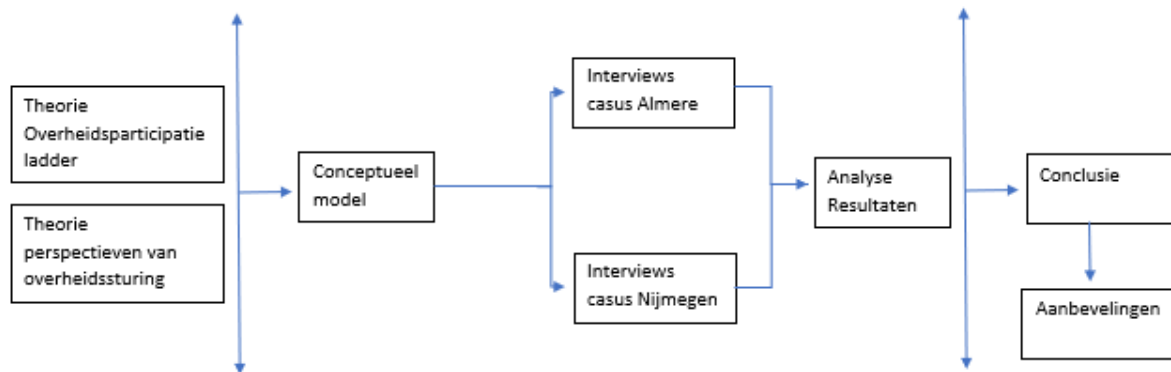 Theorie
Overheidsparticipatie
ladder
Theorie
perspectieven van
overheidssturing
Conceptueel
model
Interviews
casus Almere
Interviews
casus Nijmegen
Analyse
Resultaten
Conclusie
Aanbevelingen